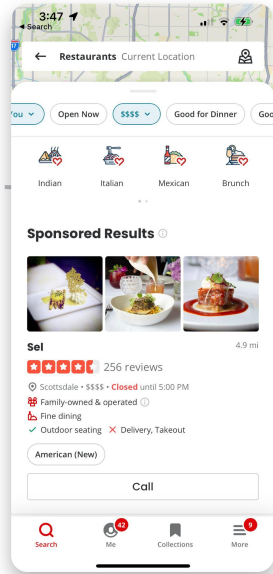 3:47
Search
17
Restaurants Current Location
You
Open Now
$$$$
Good for Dinner
Indian
Italian
Mexican
Brunch
Sponsored Results
Sel
4.9 mi
256 reviews
Scottsdale • $$$$ • Closed until 5:00 PM
Family-owned & operated
Fine dining
Outdoor seating Delivery, Takeout
American (New)
Call
Search
42
Me
Collections
9
More